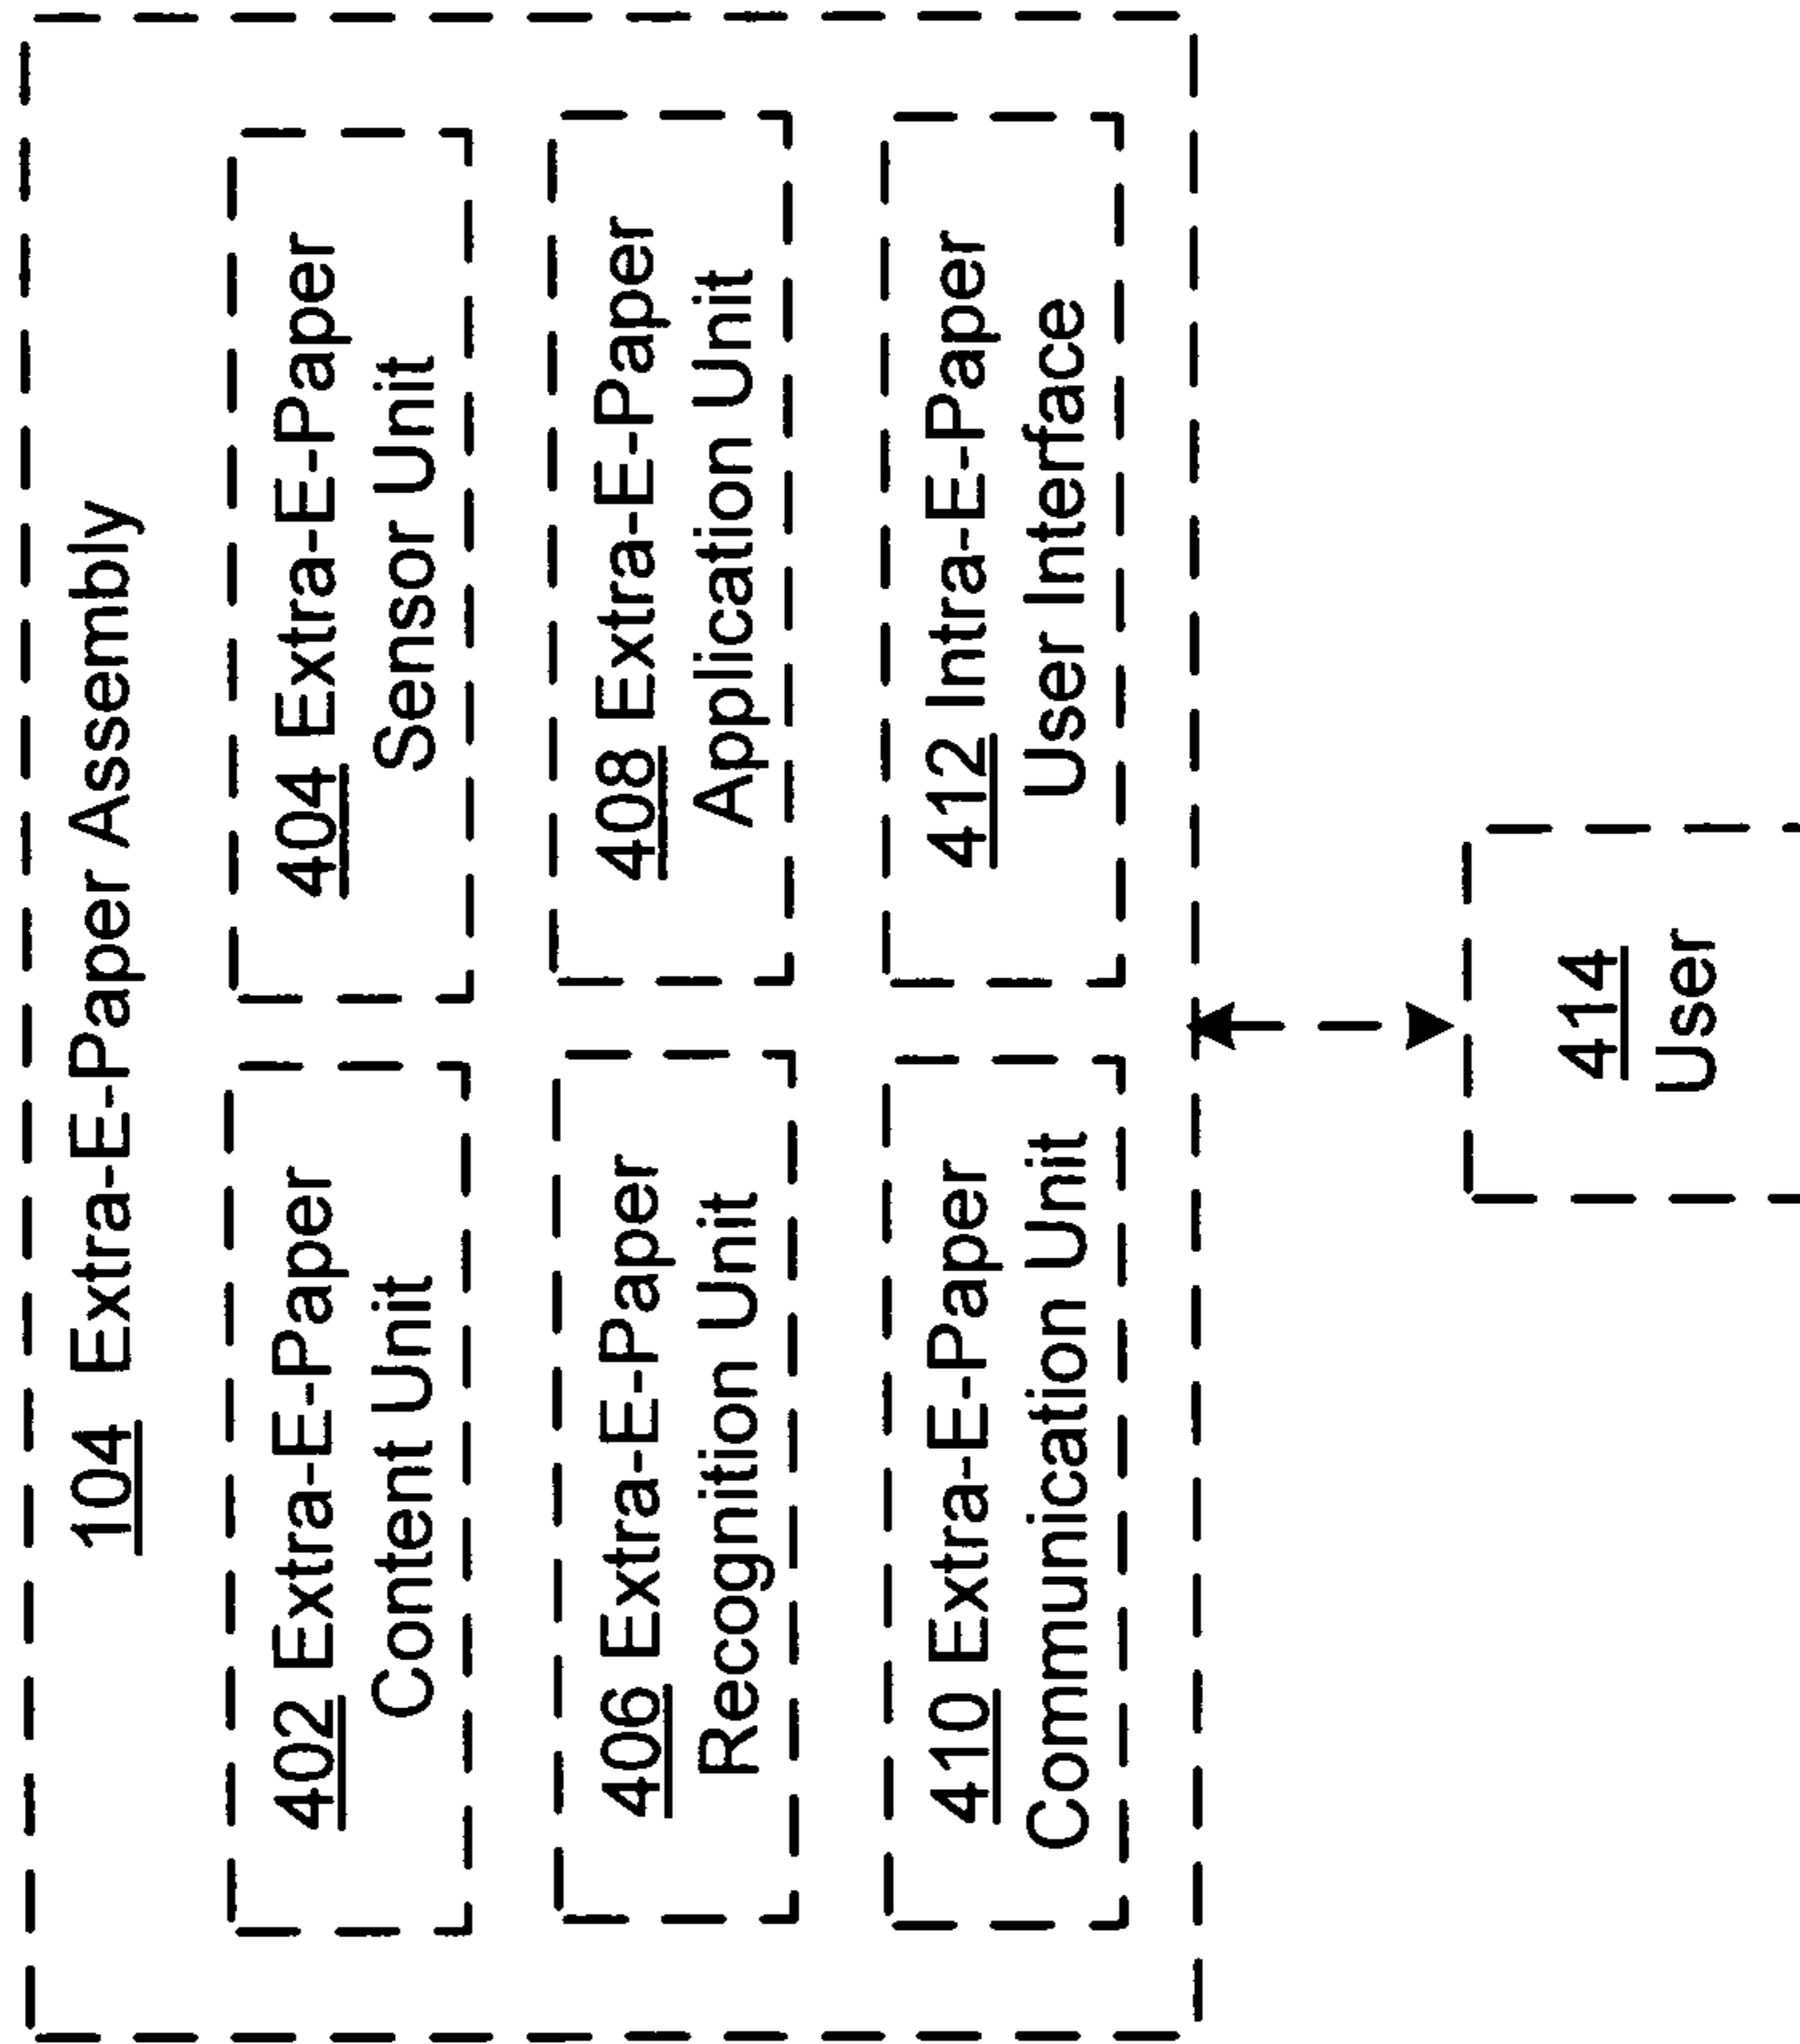 104 Extra-E-Paper Assembly
402 Extra-E-Paper
Content Unit
404 Extra-E-Paper
Sensor Unit
406 Extra-E-Paper
Recognition Unit
408 Extra-E-Paper
Application Unit
410 Extra-E-Paper
Communication Unit
412 Intra-E-Paper
User Interface
414
User